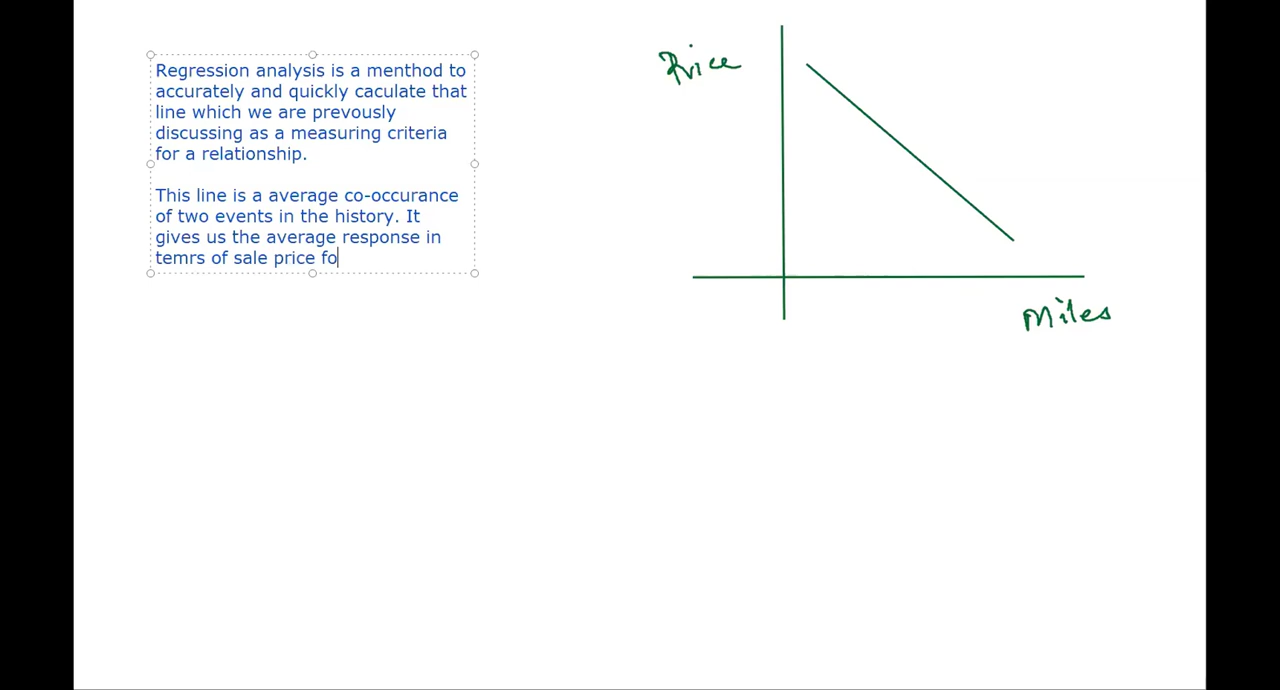 Regression analysis is a menthod to
accurately and quickly caculate that
line which we are prevously
discussing as a measuring criteria
for a relationship.
This line is a average co-occurance
of two events in the history. It
gives us the average response in
temrs of sale price fo
Price
Miles